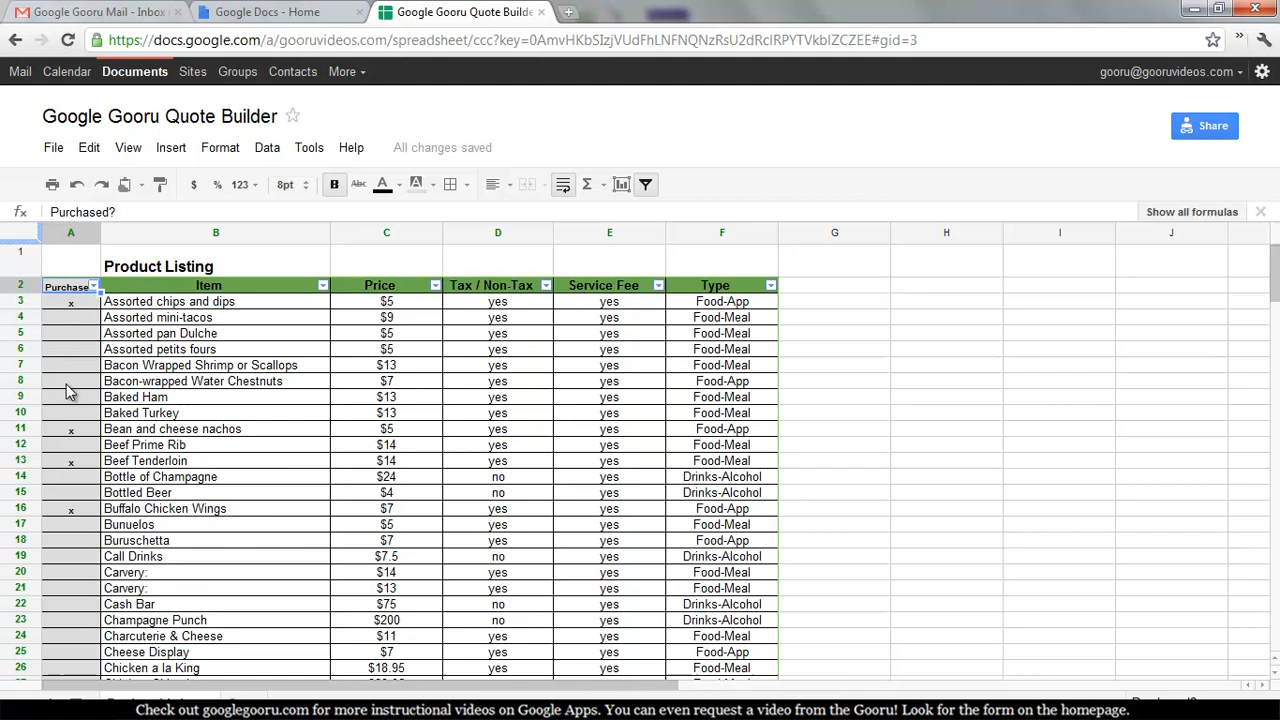 Google Gooru Mail - Inbox
Google Docs - Home
Google Gooru Quote Builde
https://docs.google.com/a/gooruvideos.com/spreadsheet/ccc?key=0AmvHKbSIzjVUdFhLNFNQNzRsU2dRclRPYTVkblZCZEE#gid=3
Mail Calendar Documents Sites Groups Contacts More
gooru@gooruvideos.com
Google Gooru Quote Builder
Share
File Edit View Insert Format Data Tools Help All changes saved
$ % 123 8pt B Abc A A Σ
fx Purchased? Show all formulas
A B C D E F G H I J
1 Product Listing
2 Purchase Item Price Tax / Non-Tax Service Fee Type
3 x Assorted chips and dips $5 yes yes Food-App
4 Assorted mini-tacos $9 yes yes Food-Meal
5 Assorted pan Dulche $5 yes yes Food-Meal
6 Assorted petits fours $5 yes yes Food-Meal
7 Bacon Wrapped Shrimp or Scallops $13 yes yes Food-Meal
8 Bacon-wrapped Water Chestnuts $7 yes yes Food-App
9 Baked Ham $13 yes yes Food-Meal
10 Baked Turkey $13 yes yes Food-Meal
11 x Bean and cheese nachos $5 yes yes Food-App
12 Beef Prime Rib $14 yes yes Food-Meal
13 x Beef Tenderloin $14 yes yes Food-Meal
14 Bottle of Champagne $24 no yes Drinks-Alcohol
15 Bottled Beer $4 no yes Drinks-Alcohol
16 x Buffalo Chicken Wings $7 yes yes Food-App
17 Bunuelos $5 yes yes Food-Meal
18 Buruschetta $7 yes yes Food-App
19 Call Drinks $7.5 no yes Drinks-Alcohol
20 Carvery: $14 yes yes Food-Meal
21 Carvery: $13 yes yes Food-Meal
22 Cash Bar $75 no yes Drinks-Alcohol
23 Champagne Punch $200 no yes Drinks-Alcohol
24 Charcuterie & Cheese $11 yes yes Food-Meal
25 Cheese Display $7 yes yes Food-App
26 Chicken a la King $18.95 yes yes Food-Meal
Check out googlegooru.com for more instructional videos on Google Apps. You can even request a video from the Gooru! Look for the form on the homepage.